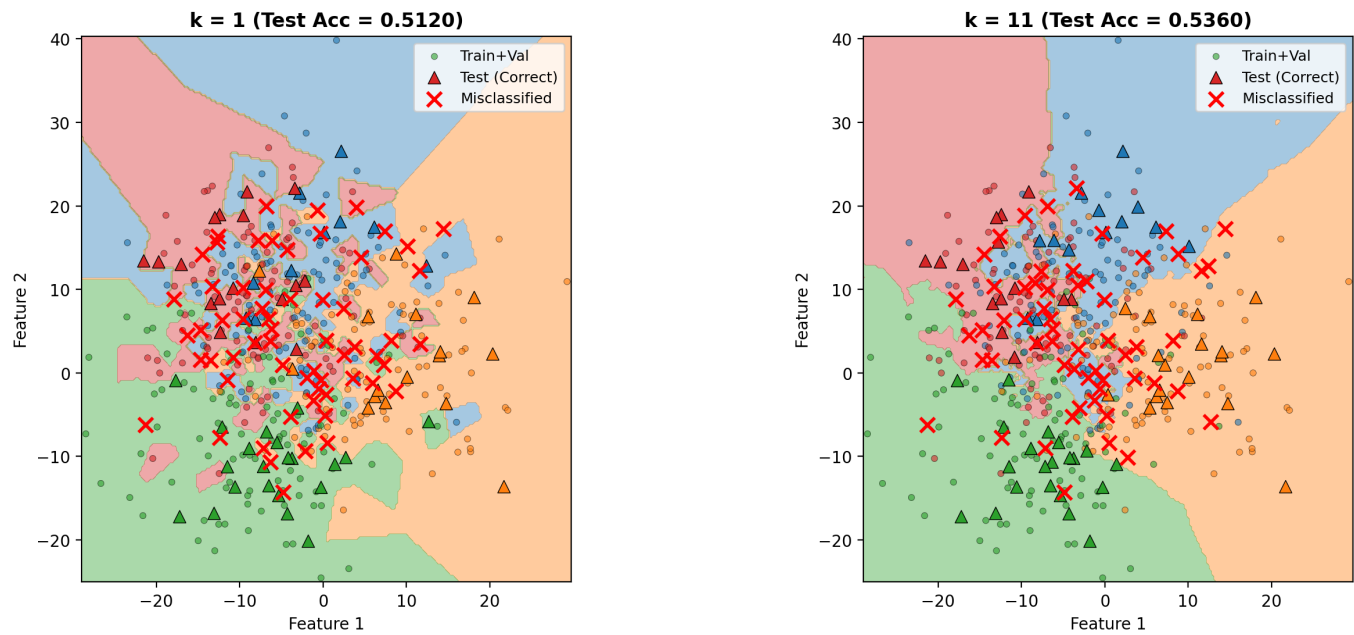 k = 1 (Test Acc = 0.5120)
Train+Val
Test (Correct)
Misclassified
40
30
20
10
0
−10
−20
Feature 2
−20
−10
0
10
20
Feature 1
k = 11 (Test Acc = 0.5360)
Train+Val
Test (Correct)
Misclassified
40
30
20
10
0
−10
−20
Feature 2
−20
−10
0
10
20
Feature 1